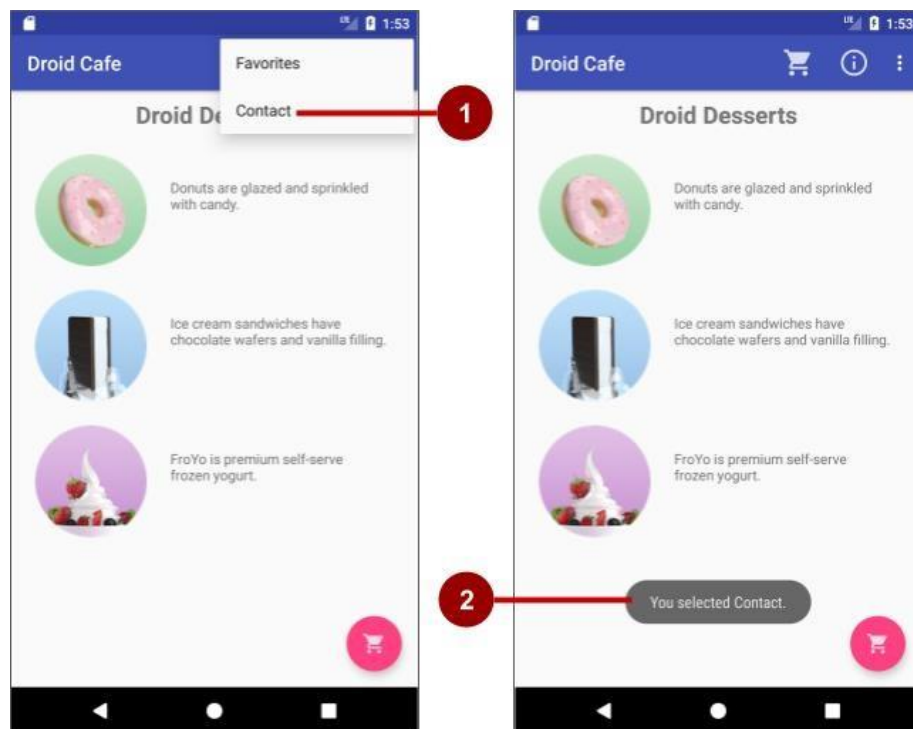 LTE 1:53
Droid Cafe
Favorites
Contact
1
Droid De
Donuts are glazed and sprinkled
with candy.
Ice cream sandwiches have
chocolate wafers and vanilla filling.
FroYo is premium self-serve
frozen yogurt.
LTE 1:53
Droid Cafe
Droid Desserts
Donuts are glazed and sprinkled
with candy.
Ice cream sandwiches have
chocolate wafers and vanilla filling.
FroYo is premium self-serve
frozen yogurt.
2
You selected Contact.